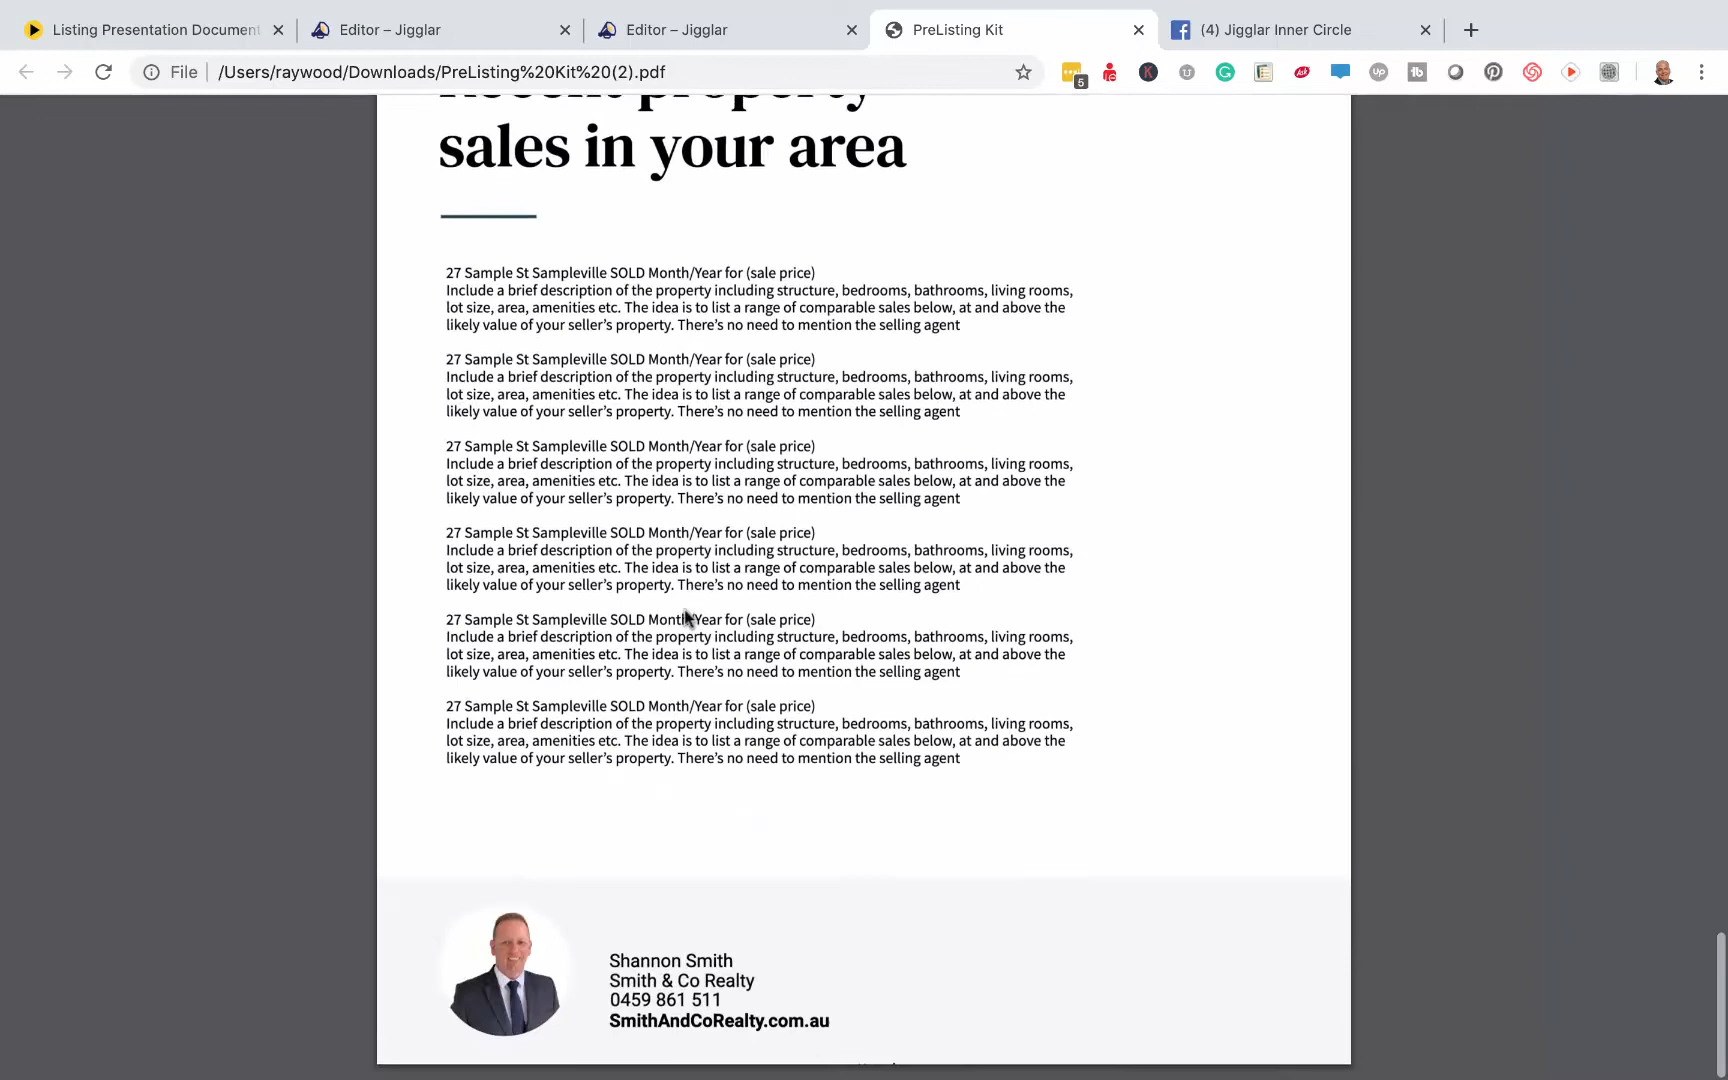 Listing Presentation Document
Editor – Jigglar
Editor – Jigglar
PreListing Kit
(4) Jigglar Inner Circle
File
/Users/raywood/Downloads/PreListing%20Kit%20(2).pdf
5
Recent property
sales in your area
27 Sample St Sampleville SOLD Month/Year for (sale price)
Include a brief description of the property including structure, bedrooms, bathrooms, living rooms,
lot size, area, amenities etc. The idea is to list a range of comparable sales below, at and above the
likely value of your seller’s property. There’s no need to mention the selling agent
27 Sample St Sampleville SOLD Month/Year for (sale price)
Include a brief description of the property including structure, bedrooms, bathrooms, living rooms,
lot size, area, amenities etc. The idea is to list a range of comparable sales below, at and above the
likely value of your seller’s property. There’s no need to mention the selling agent
27 Sample St Sampleville SOLD Month/Year for (sale price)
Include a brief description of the property including structure, bedrooms, bathrooms, living rooms,
lot size, area, amenities etc. The idea is to list a range of comparable sales below, at and above the
likely value of your seller’s property. There’s no need to mention the selling agent
27 Sample St Sampleville SOLD Month/Year for (sale price)
Include a brief description of the property including structure, bedrooms, bathrooms, living rooms,
lot size, area, amenities etc. The idea is to list a range of comparable sales below, at and above the
likely value of your seller’s property. There’s no need to mention the selling agent
27 Sample St Sampleville SOLD Month/Year for (sale price)
Include a brief description of the property including structure, bedrooms, bathrooms, living rooms,
lot size, area, amenities etc. The idea is to list a range of comparable sales below, at and above the
likely value of your seller’s property. There’s no need to mention the selling agent
27 Sample St Sampleville SOLD Month/Year for (sale price)
Include a brief description of the property including structure, bedrooms, bathrooms, living rooms,
lot size, area, amenities etc. The idea is to list a range of comparable sales below, at and above the
likely value of your seller’s property. There’s no need to mention the selling agent
Shannon Smith
Smith & Co Realty
0459 861 511
SmithAndCoRealty.com.au